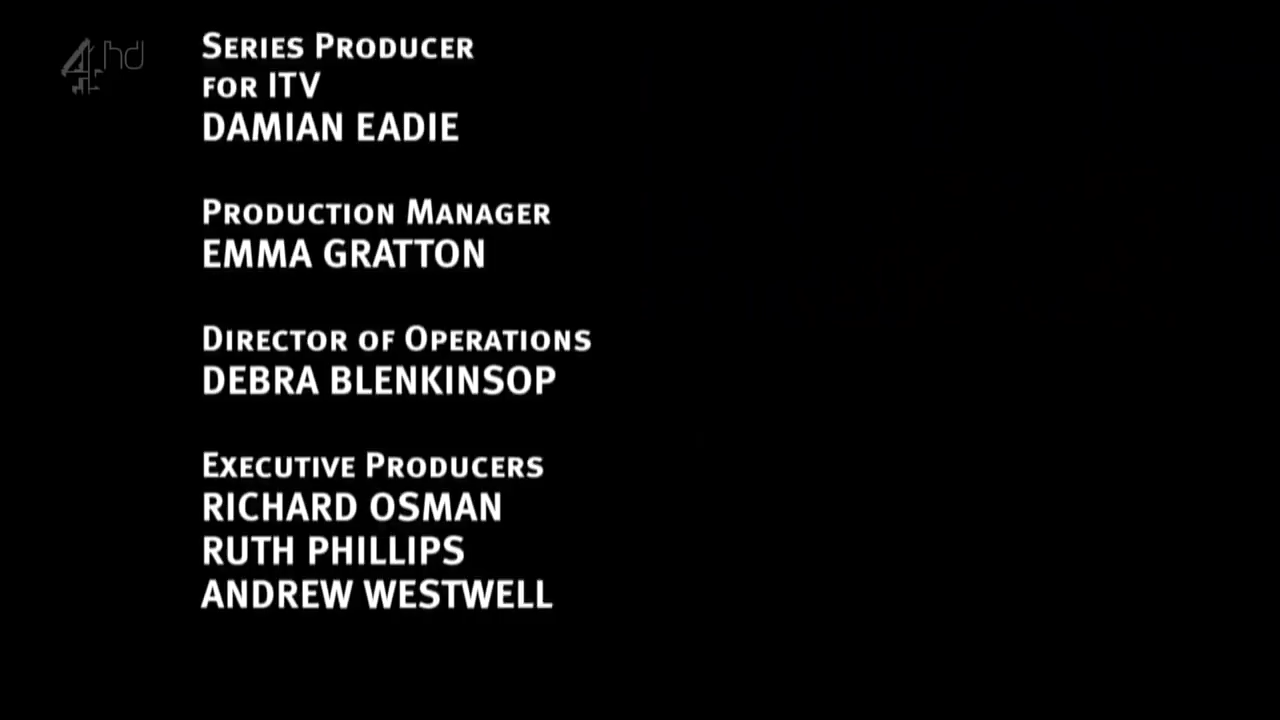 4hd
SERIES PRODUCER
FOR ITV
DAMIAN EADIE
PRODUCTION MANAGER
EMMA GRATTON
DIRECTOR OF OPERATIONS
DEBRA BLENKINSOP
EXECUTIVE PRODUCERS
RICHARD OSMAN
RUTH PHILLIPS
ANDREW WESTWELL